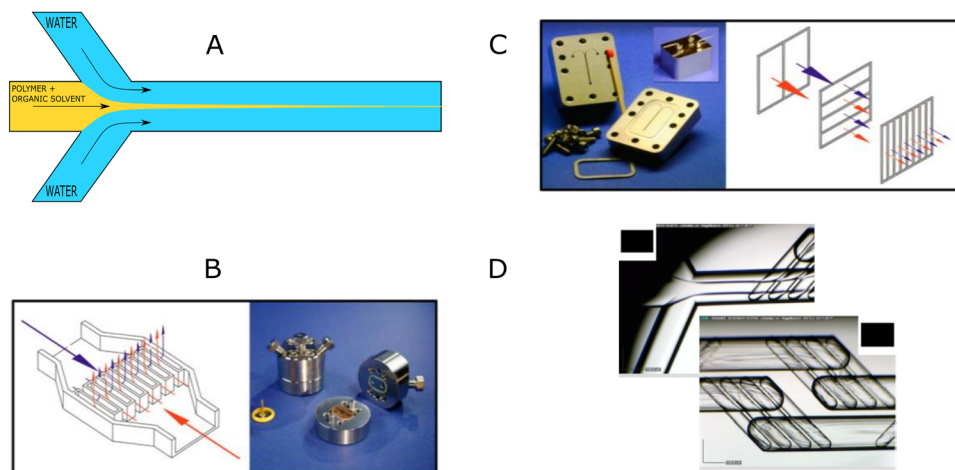 A
WATER
POLYMER +
ORGANIC SOLVENT
WATER
B
C
D